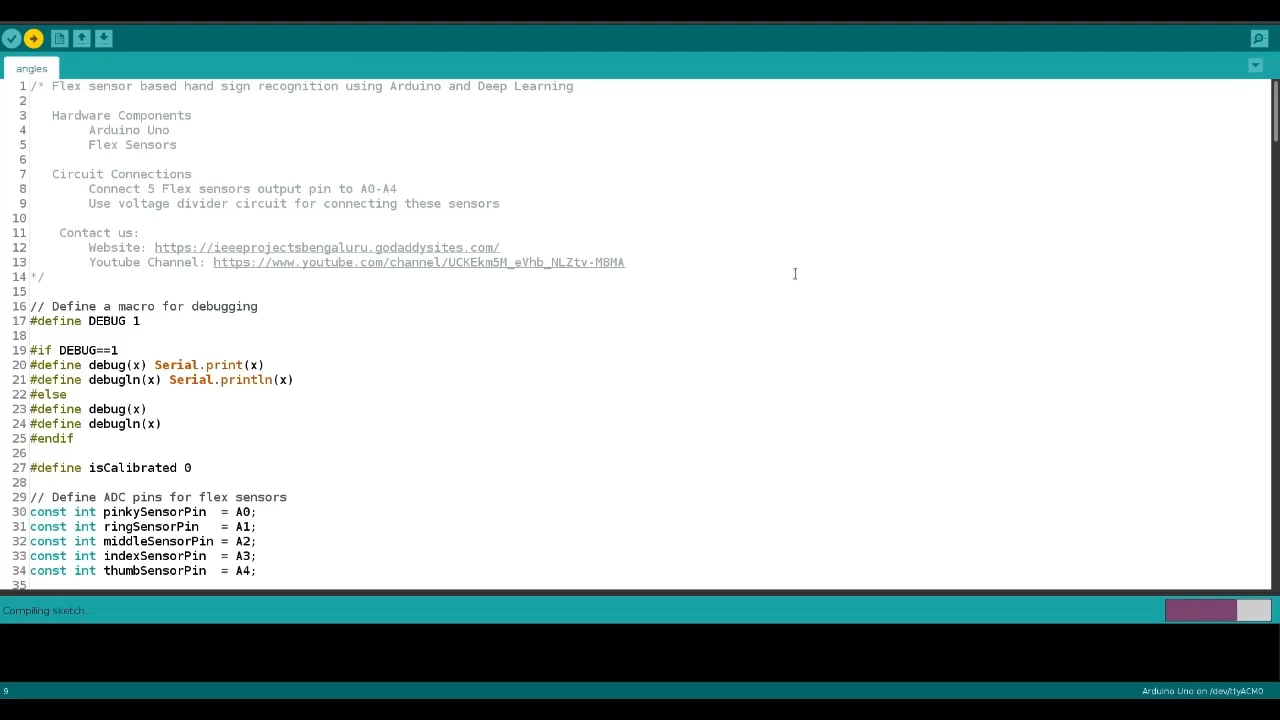 angles
1 /* Flex sensor based hand sign recognition using Arduino and Deep Learning
2
3 Hardware Components
4 Arduino Uno
5 Flex Sensors
6
7 Circuit Connections
8 Connect 5 Flex sensors output pin to A0-A4
9 Use voltage divider circuit for connecting these sensors
10
11 Contact us:
12 Website: https://ieeeprojectsbengaluru.godaddysites.com/
13 Youtube Channel: https://www.youtube.com/channel/UCKEkm5M_eVhb_NLZtv-M8MA
14 */
15
16 // Define a macro for debugging
17 #define DEBUG 1
18
19 #if DEBUG==1
20 #define debug(x) Serial.print(x)
21 #define debugln(x) Serial.println(x)
22 #else
23 #define debug(x)
24 #define debugln(x)
25 #endif
26
27 #define isCalibrated 0
28
29 // Define ADC pins for flex sensors
30 const int pinkySensorPin = A0;
31 const int ringSensorPin = A1;
32 const int middleSensorPin = A2;
33 const int indexSensorPin = A3;
34 const int thumbSensorPin = A4;
35
Compiling sketch...
9
Arduino Uno on /dev/ttyACM0